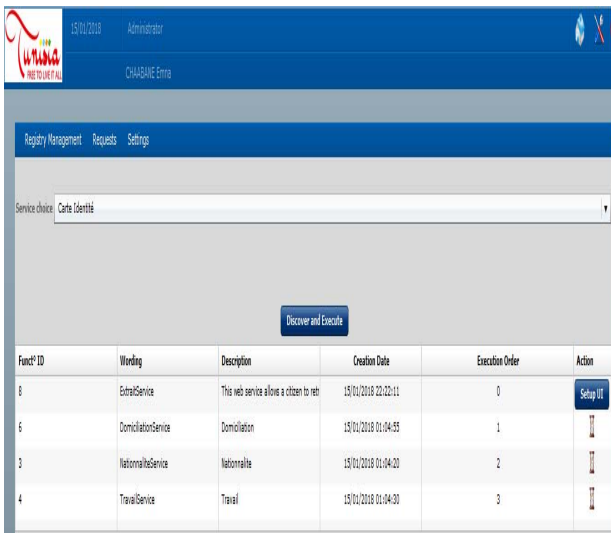 15/01/2018 Administrator
Tunisia
FREE TO LIVE IT ALL
CHAABANE Emna
Registry Management Requests Settings
Service choice Carte Identité
Discover and Execute
Funct° ID Wording Description Creation Date Execution Order Action
8 ExtraitService This web service allows a citizen to retr 15/01/2018 22:22:11 0 Setup UI
6 DomiciliationService Domiciliation 15/01/2018 01:04:55 1
3 NationnaliteService Nationnalite 15/01/2018 01:04:20 2
4 TravailService Travail 15/01/2018 01:04:30 3